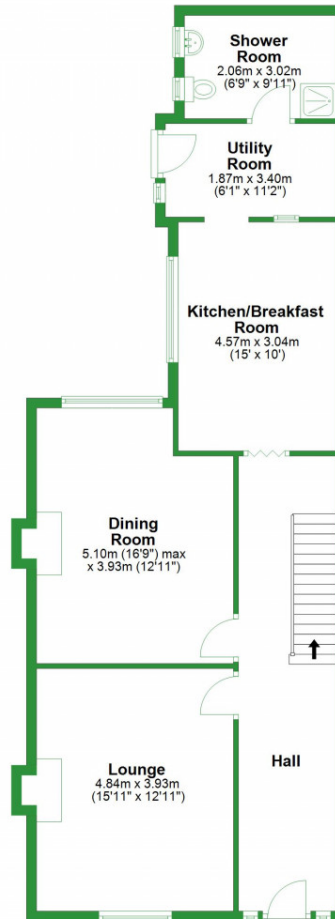 Shower
Room
2.06m x 3.02m
(6'9" x 9'11")
Utility
Room
1.87m x 3.40m
(6'1" x 11'2")
Kitchen/Breakfast
Room
4.57m x 3.04m
(15' x 10')
Dining
Room
5.10m (16'9") max
x 3.93m (12'11")
Lounge
4.84m x 3.93m
(15'11" x 12'11")
Hall